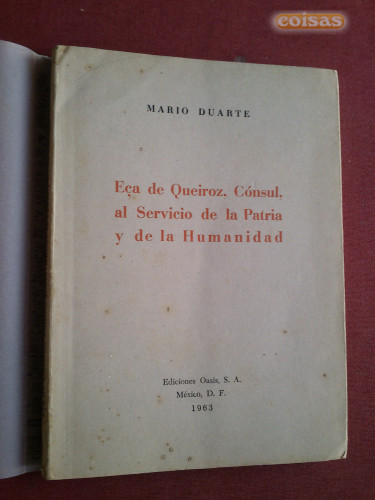 coisas
MARIO DUARTE
Eça de Queiroz, Cónsul,
al Servicio de la Patria
y de la Humanidad
Ediciones Oasis, S. A.
México, D. F.
1963